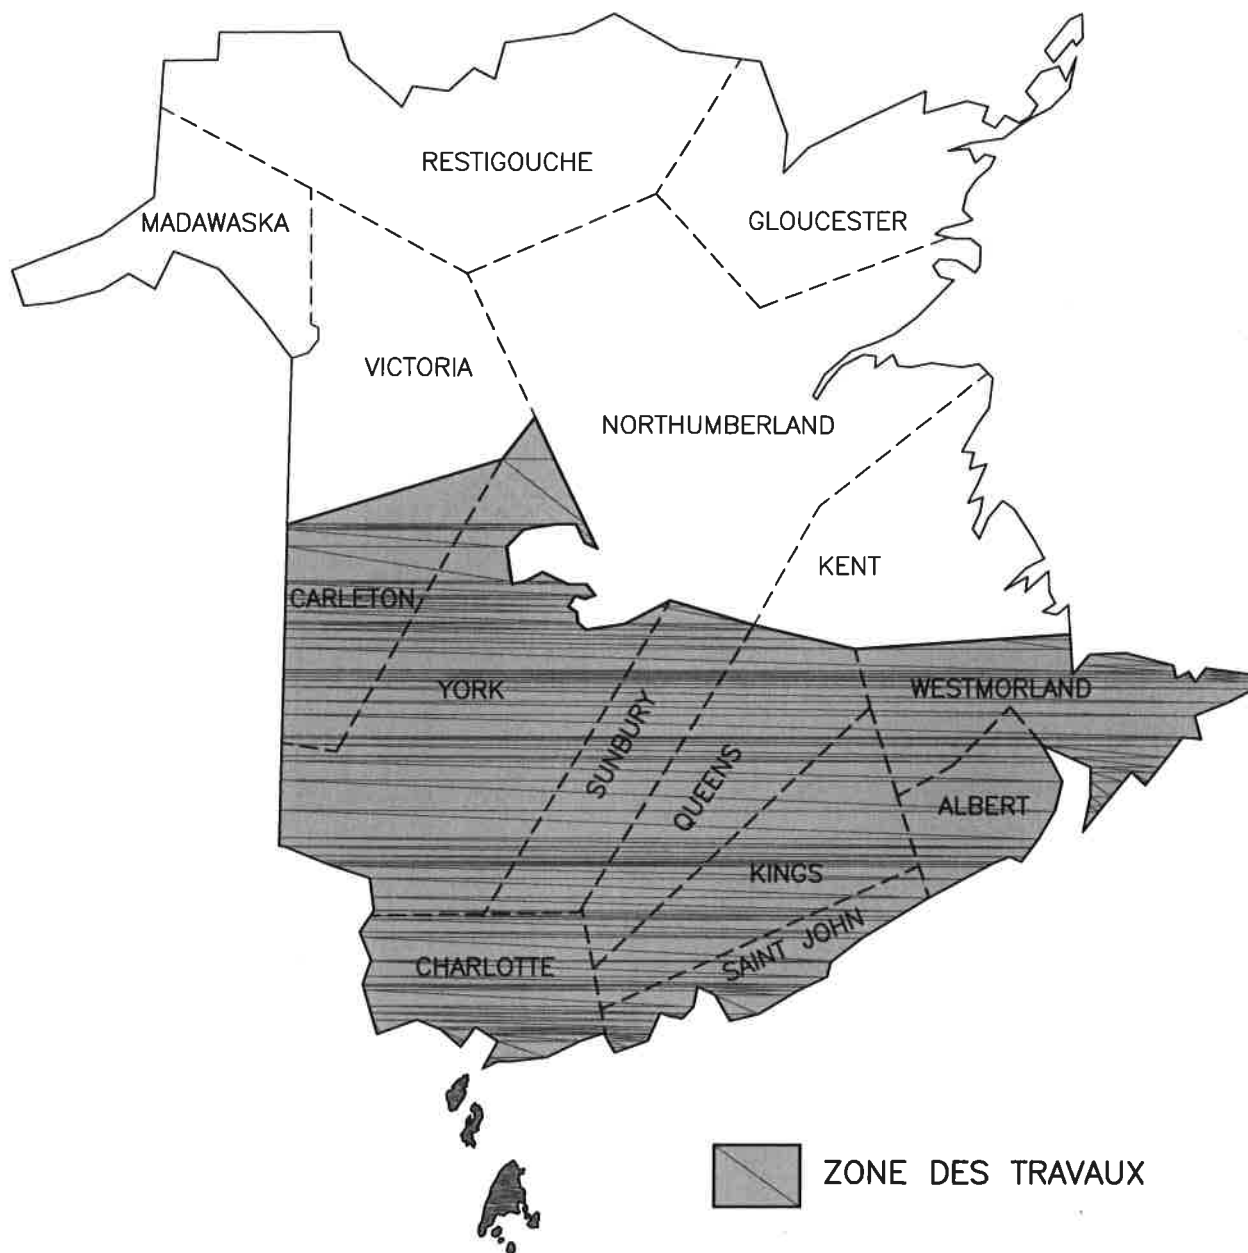 RESTIGOUCHE
MADAWASKA
GLOUCESTER
VICTORIA
NORTHUMBERLAND
KENT
CARLETON
YORK
WESTMORLAND
SUNBURY
QUEENS
ALBERT
KINGS
SAINT JOHN
CHARLOTTE
ZONE DES TRAVAUX